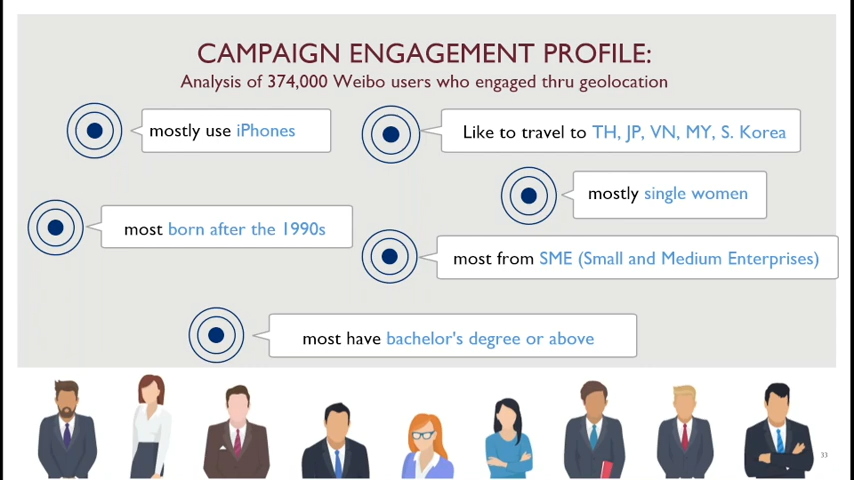 CAMPAIGN ENGAGEMENT PROFILE:
Analysis of 374,000 Weibo users who engaged thru geolocation
mostly use iPhones
Like to travel to TH, JP, VN, MY, S. Korea
mostly single women
most born after the 1990s
most from SME (Small and Medium Enterprises)
most have bachelor's degree or above
33